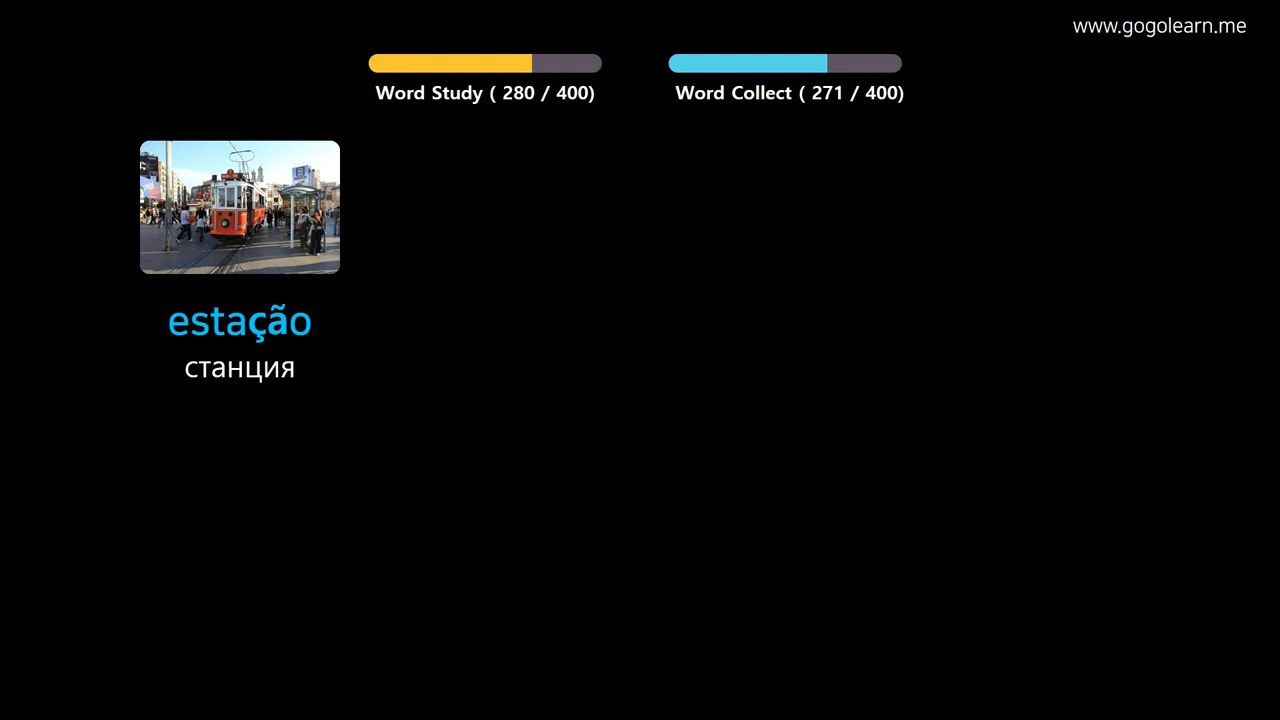 www.gogolearn.me
Word Study ( 280 / 400)
Word Collect ( 271 / 400)
estação
станция